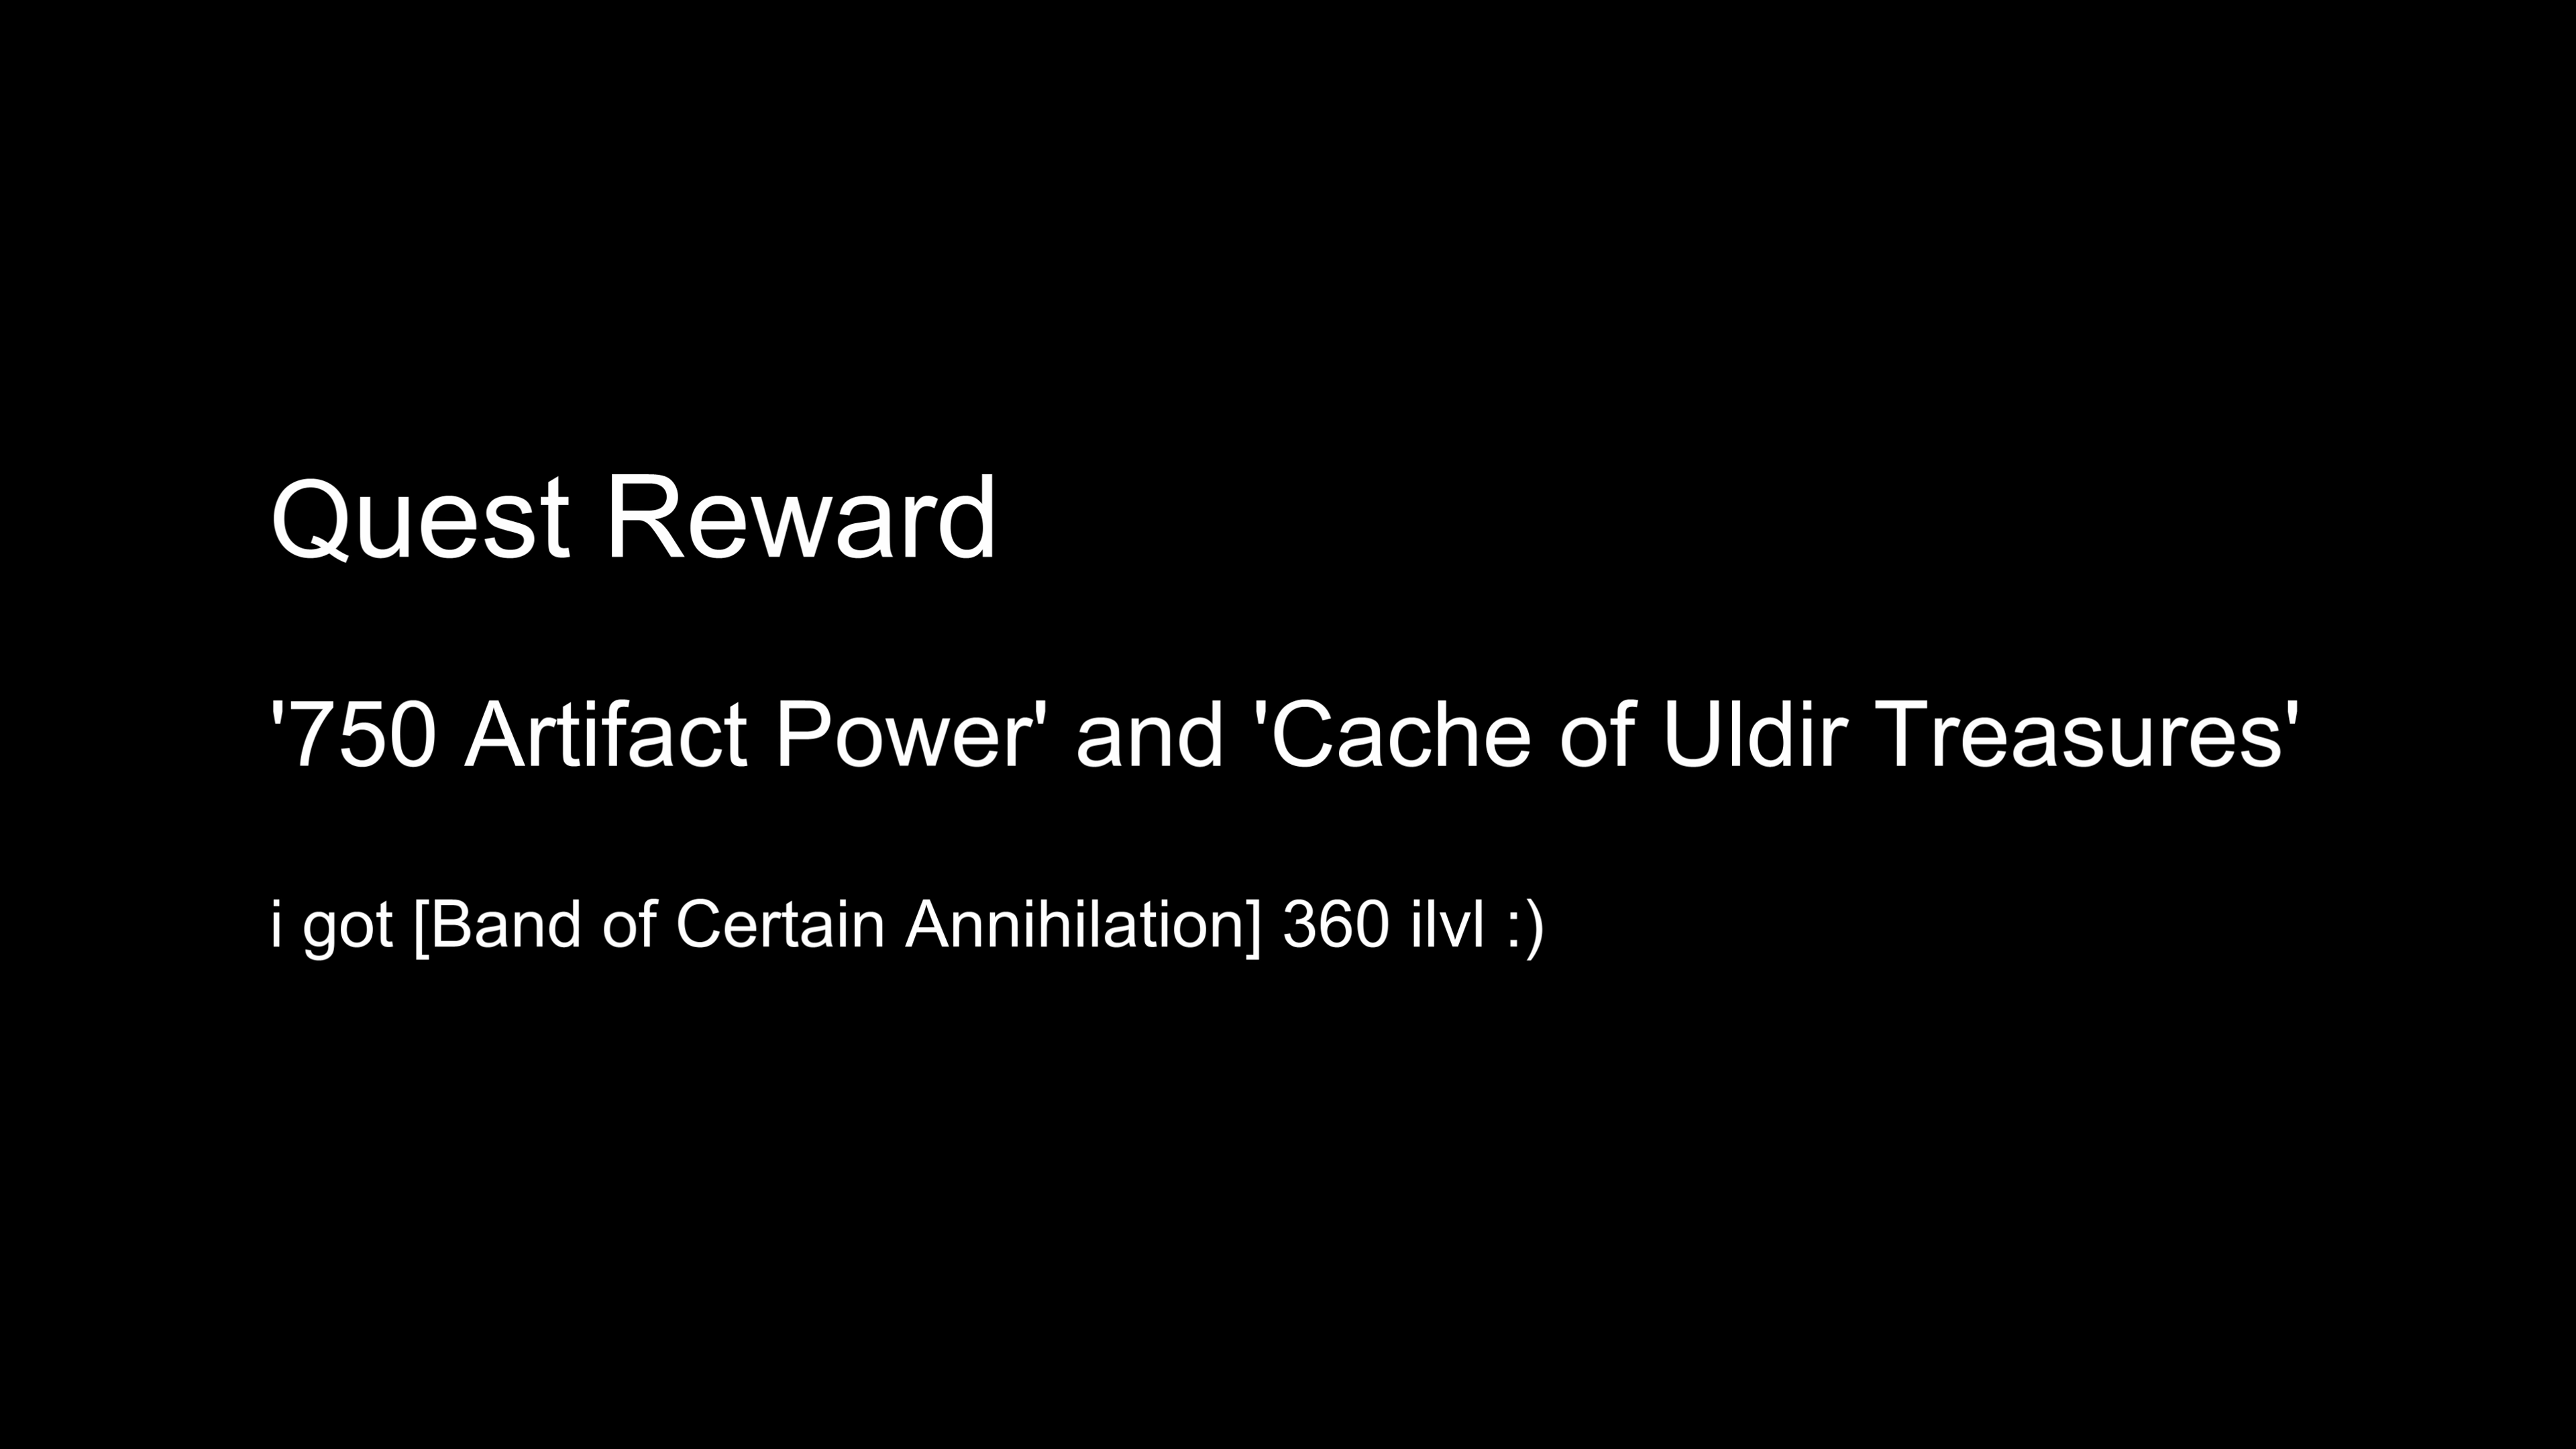 Quest Reward
'750 Artifact Power' and 'Cache of Uldir Treasures'
i got [Band of Certain Annihilation] 360 ilvl :)